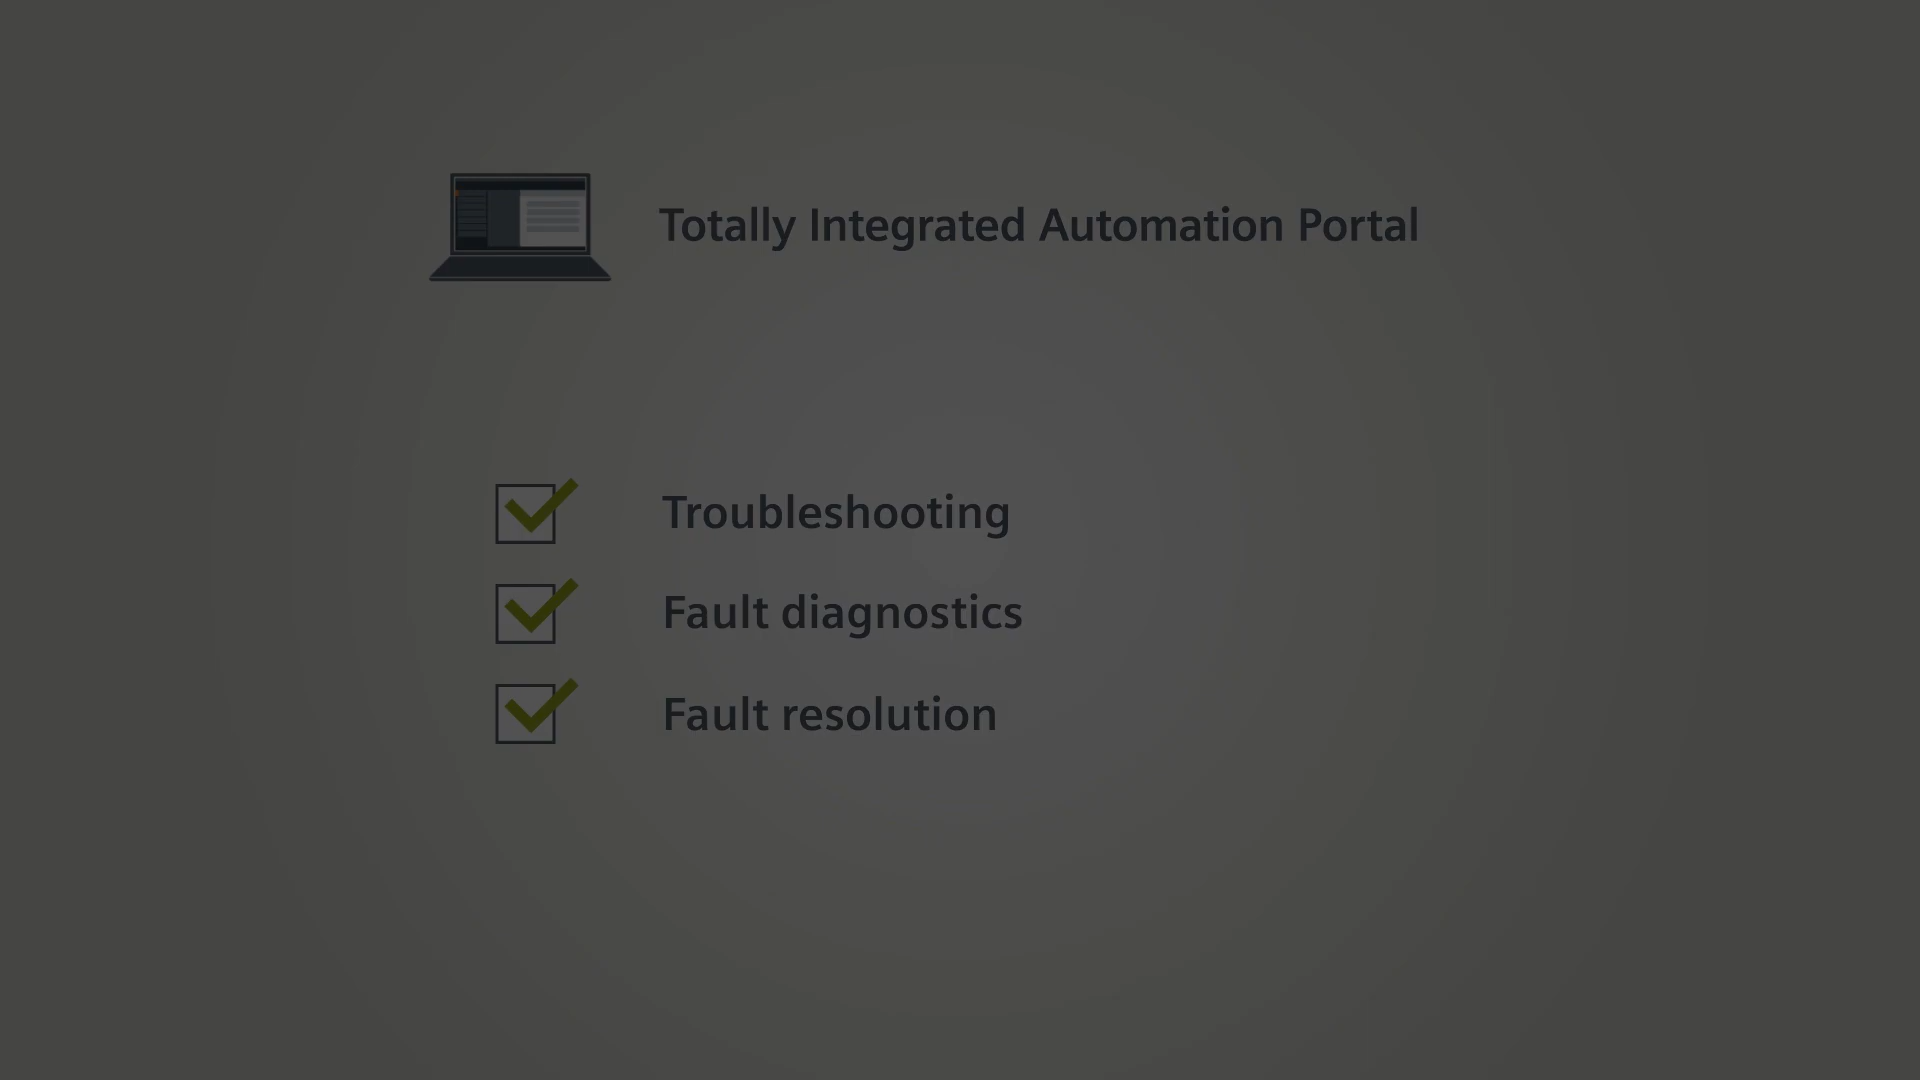 Totally Integrated Automation Portal
Troubleshooting
Fault diagnostics
Fault resolution